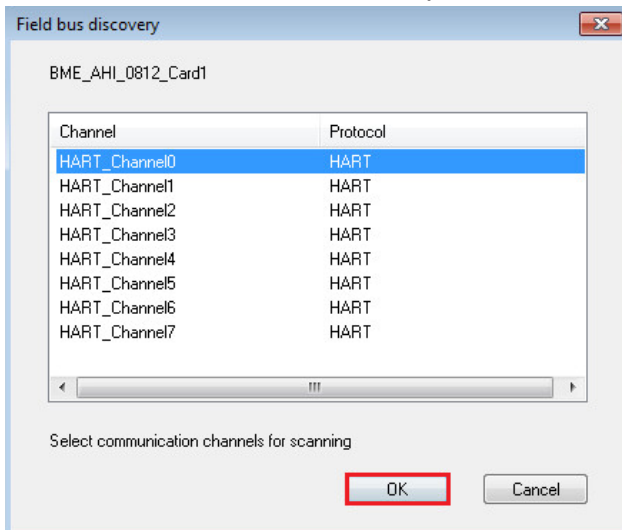 Field bus discovery
BME_AHI_0812_Card1
Channel Protocol
HART_Channel0 HART
HART_Channel1 HART
HART_Channel2 HART
HART_Channel3 HART
HART_Channel4 HART
HART_Channel5 HART
HART_Channel6 HART
HART_Channel7 HART
Select communication channels for scanning
OK Cancel